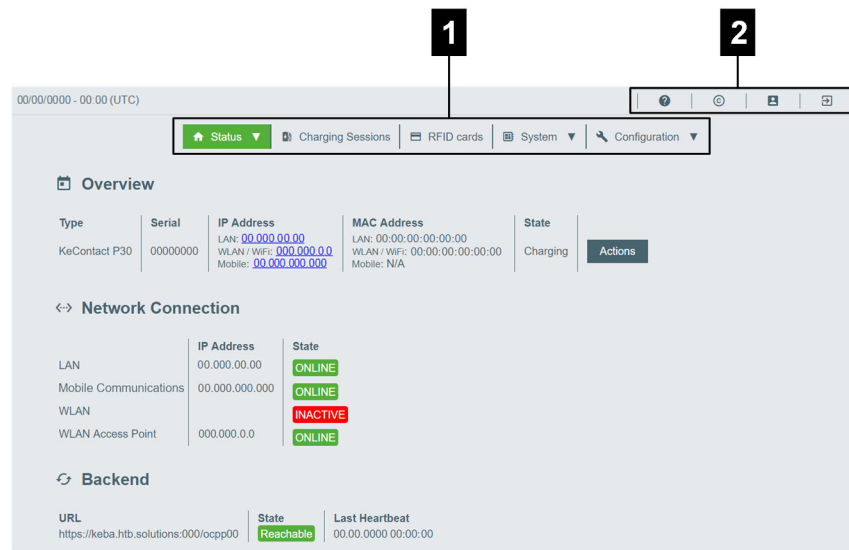 1 2
00/00/0000 - 00:00 (UTC)
Status ▼ Charging Sessions RFID cards System ▼ Configuration ▼
Overview
Type Serial IP Address MAC Address State
LAN: 00.000.00.00 LAN: 00:00:00:00:00:00
KeContact P30 00000000 WLAN / WiFi: 000.000.0.0 WLAN / WiFi: 00:00:00:00:00:00 Charging Actions
Mobile: 00.000.000.000 Mobile: N/A
Network Connection
IP Address State
LAN 00.000.00.00 ONLINE
Mobile Communications 00.000.000.000 ONLINE
WLAN INACTIVE
WLAN Access Point 000.000.0.0 ONLINE
Backend
URL State Last Heartbeat
https://keba.htb.solutions:000/ocpp00 Reachable 00.00.0000 00:00:00